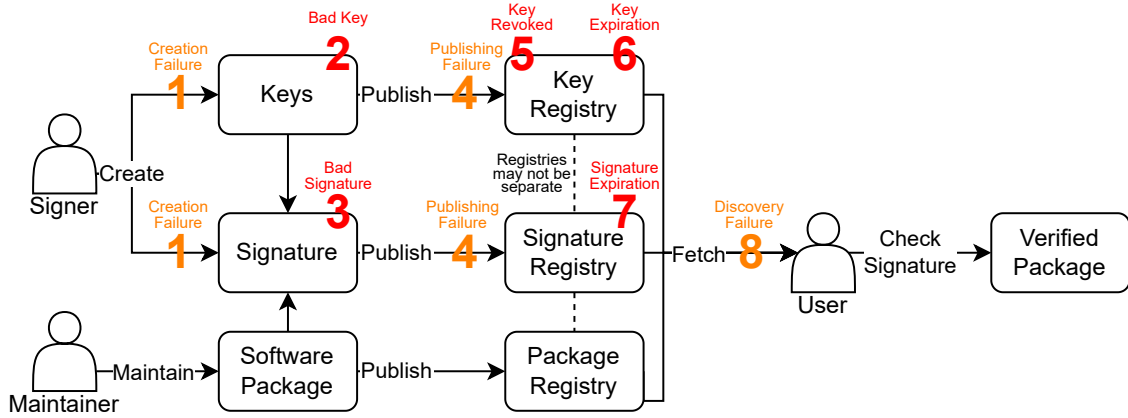 Bad Key
Key
Revoked
Key
Expiration
Creation
Failure
1
2
Publishing
Failure
4
5
6
Keys
Publish
Key
Registry
Signer
Create
Bad
Signature
3
Registries
may not be
separate
Signature
Expiration
7
Creation
Failure
1
Signature
Publish
Publishing
Failure
4
Signature
Registry
Fetch
Discovery
Failure
8
User
Check
Signature
Verified
Package
Maintainer
Maintain
Software
Package
Publish
Package
Registry